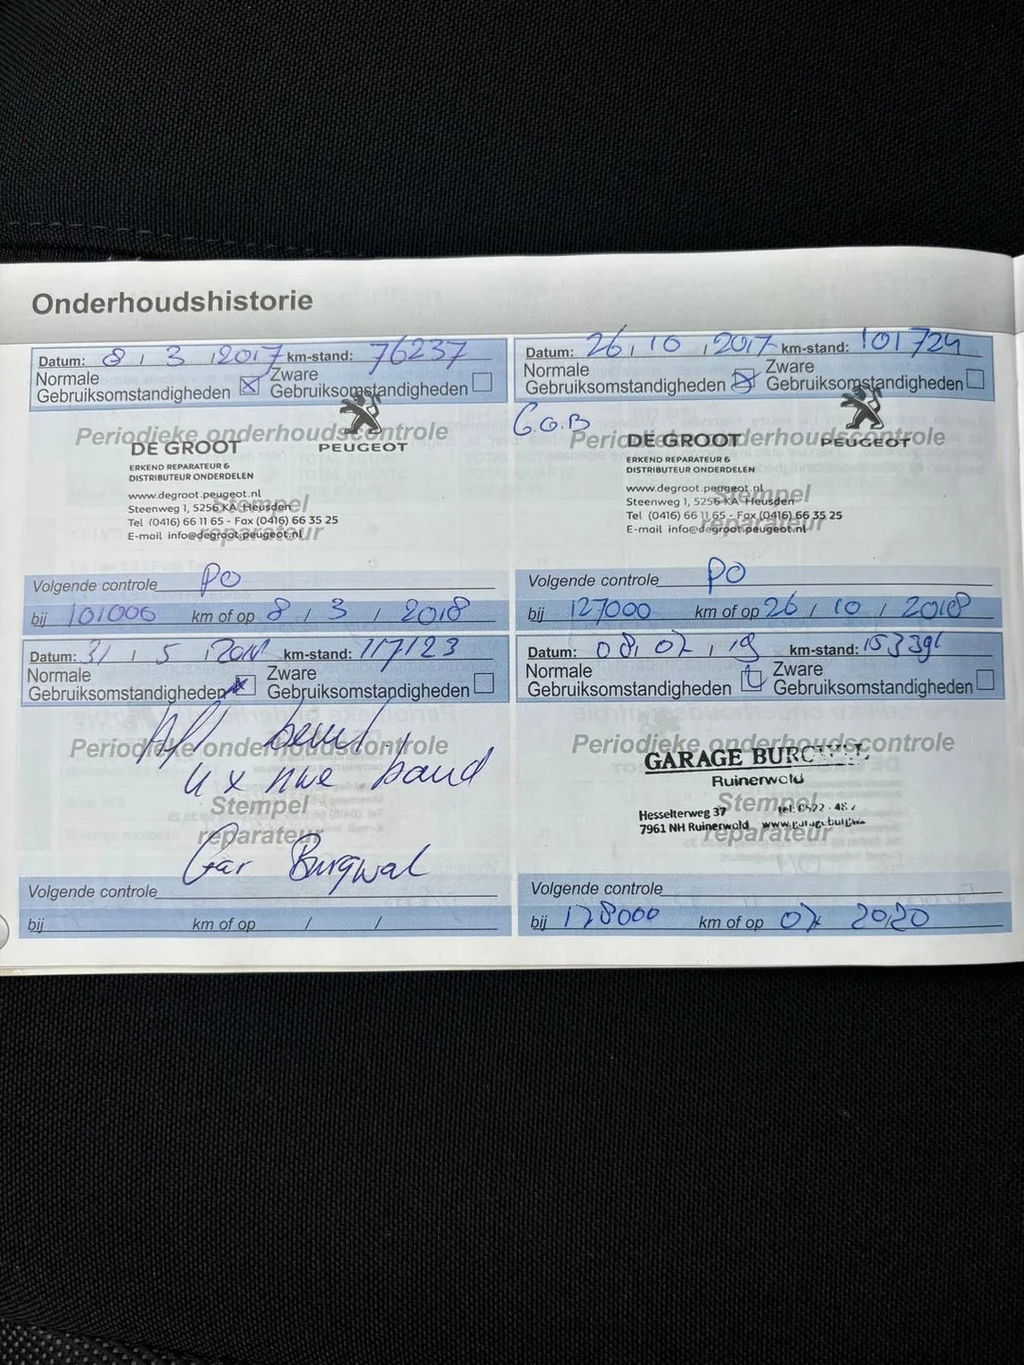 Onderhoudshistorie
Datum: 8 / 3 / 2017 km-stand: 76237
Normale Gebruiksomstandigheden ☒ Zware Gebruiksomstandigheden ☐
Periodieke onderhoudscontrole
DE GROOT
PEUGEOT
ERKEND REPARATEUR &
DISTRIBUTEUR ONDERDELEN
www.degroot.peugeot.nl
Stempel
Steenweg 1, 5256 KA Heusden
Tel (0416) 66 11 65 - Fax (0416) 66 35 25
reparateur
E-mail info@degroot.peugeot.nl
Volgende controle PO
bij 101000 km of op 8 / 3 / 2018
Datum: 26 / 10 / 2017 km-stand: 101724
Normale Gebruiksomstandigheden ☒ Zware Gebruiksomstandigheden ☐
G.O.B
Periodieke onderhoudscontrole
DE GROOT
PEUGEOT
ERKEND REPARATEUR &
DISTRIBUTEUR ONDERDELEN
www.degroot.peugeot.nl
Stempel
Steenweg 1, 5256 KA Heusden
Tel (0416) 66 11 65 - Fax (0416) 66 35 25
reparateur
E-mail info@degroot.peugeot.nl
Volgende controle PO
bij 127000 km of op 26 / 10 / 2018
Datum: 31 / 5 / km-stand: 117123
Normale Gebruiksomstandigheden ☒ Zware Gebruiksomstandigheden ☐
Periodieke onderhoudscontrole
4 x nwe band
Stempel
reparateur
Gar Burgwal
Volgende controle
bij km of op / /
Datum: 08 / 07 / 19 km-stand:
Normale Gebruiksomstandigheden Zware Gebruiksomstandigheden ☐
Periodieke onderhoudscontrole
GARAGE BURGWAL
Ruinerwold
Stempel
Hesselterweg 37 tel: 0522 - 48
7961 NH Ruinerwold
reparateur
Volgende controle
bij 178000 km of op 07 2020